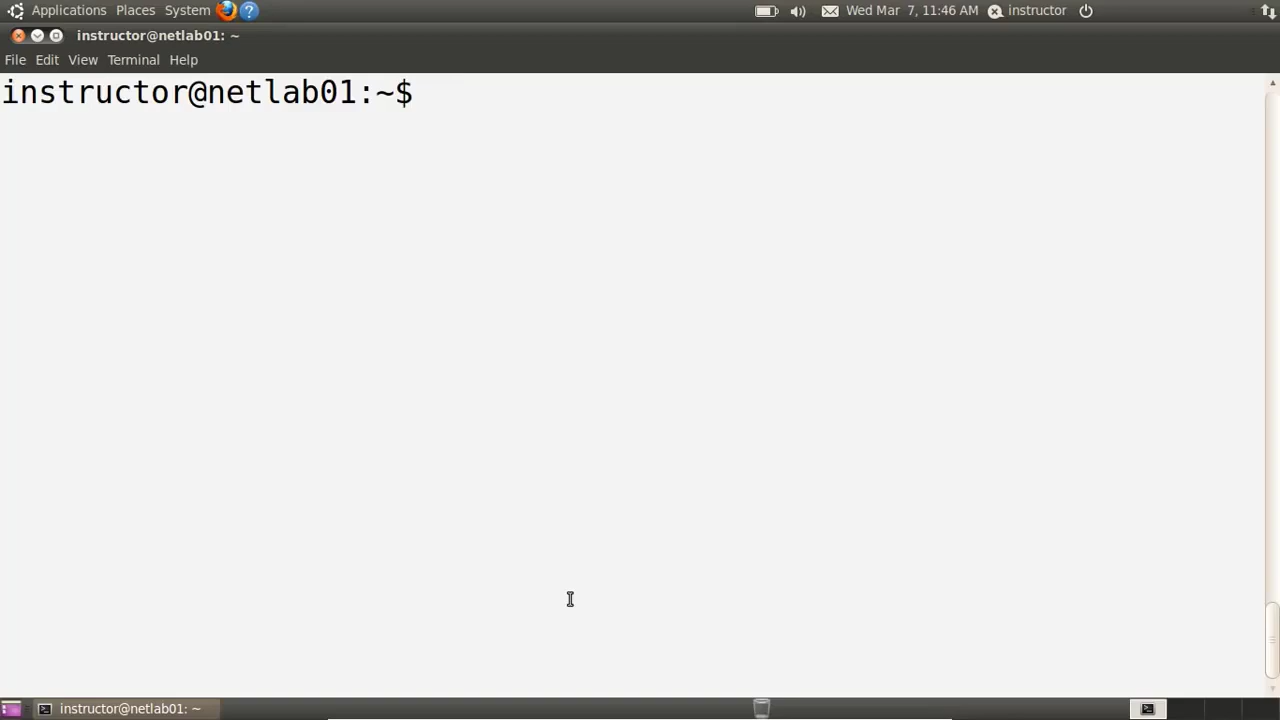 Applications Places System Wed Mar 7, 11:46 AM instructor
instructor@netlab01: ~
File Edit View Terminal Help
instructor@netlab01:~$
instructor@netlab01: ~